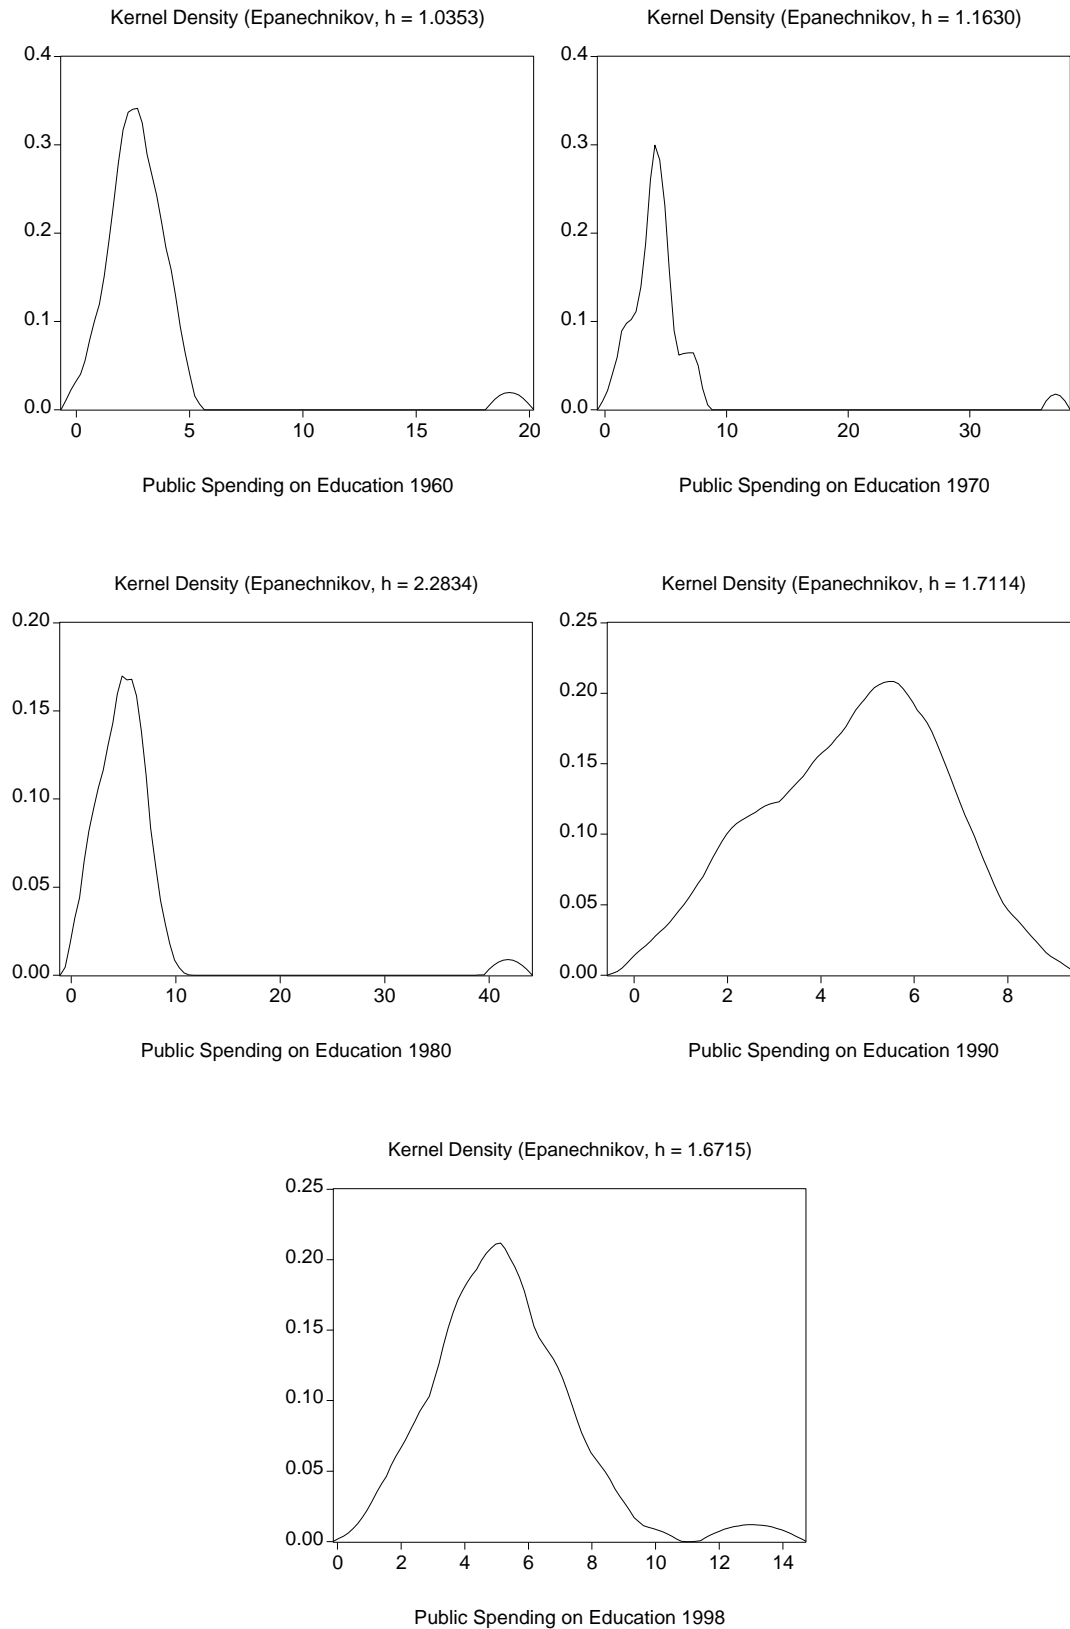 Kernel Density (Epanechnikov, h = 1.0353)
0.4
0.3
0.2
0.1
0.0
0 5 10 15 20
Public Spending on Education 1960
Kernel Density (Epanechnikov, h = 1.1630)
0.4
0.3
0.2
0.1
0.0
0 10 20 30
Public Spending on Education 1970
Kernel Density (Epanechnikov, h = 2.2834)
0.20
0.15
0.10
0.05
0.00
0 10 20 30 40
Public Spending on Education 1980
Kernel Density (Epanechnikov, h = 1.7114)
0.25
0.20
0.15
0.10
0.05
0.00
0 2 4 6 8
Public Spending on Education 1990
Kernel Density (Epanechnikov, h = 1.6715)
0.25
0.20
0.15
0.10
0.05
0.00
0 2 4 6 8 10 12 14
Public Spending on Education 1998